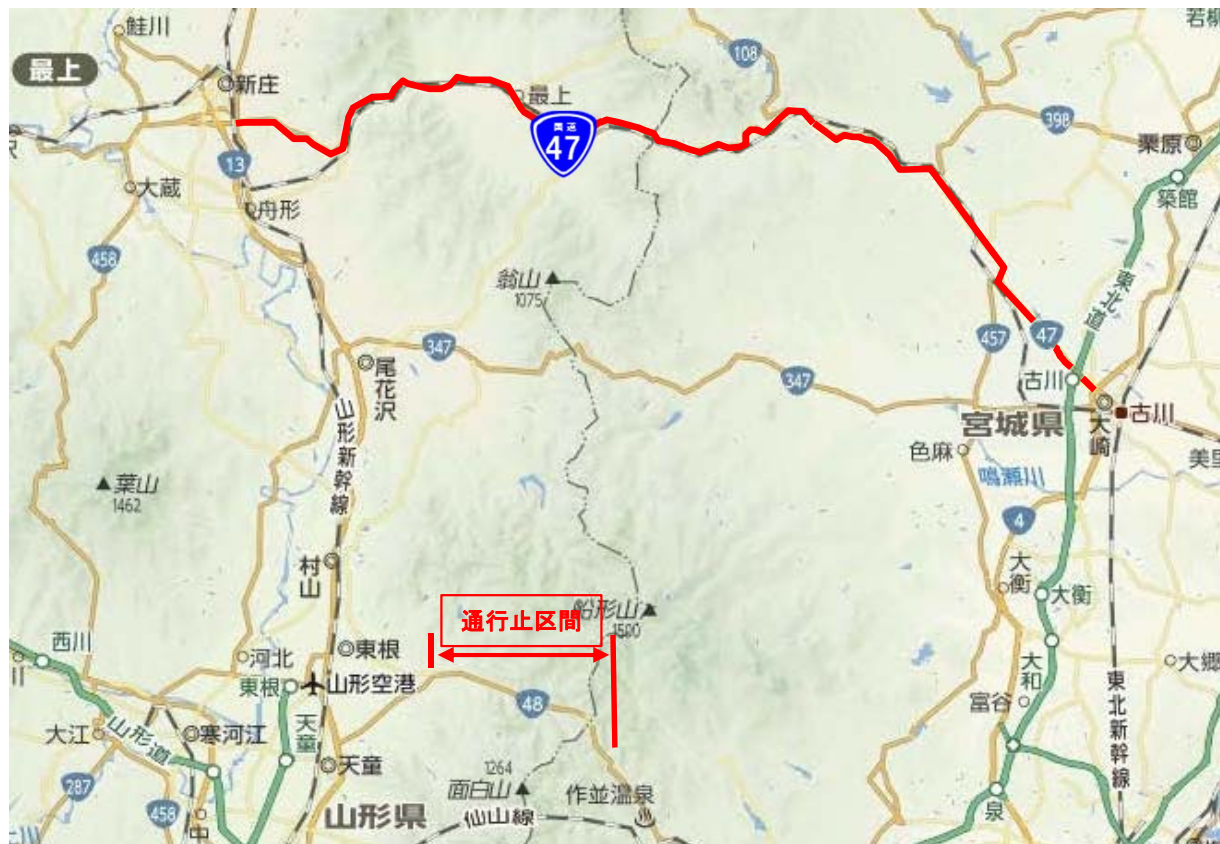 鮭川
若柳
最上
新庄
最上
108
国道
47
398
栗原
13
大蔵
舟形
築館
458
翁山
1075
東北道
347
尾花沢
457
47
347
古川
古川
宮城県
大崎
色麻
美里
鳴瀬川
山形新幹線
葉山
1462
4
村山
大衡
大衡
通行止区間
船形山
1500
西川
河北
東根
東根
山形空港
大和
大郷
48
富谷
東北新幹線
大江
山形道
寒河江
天童
天童
1264
面白山
作並温泉
287
458
中
山形県
仙山線
泉